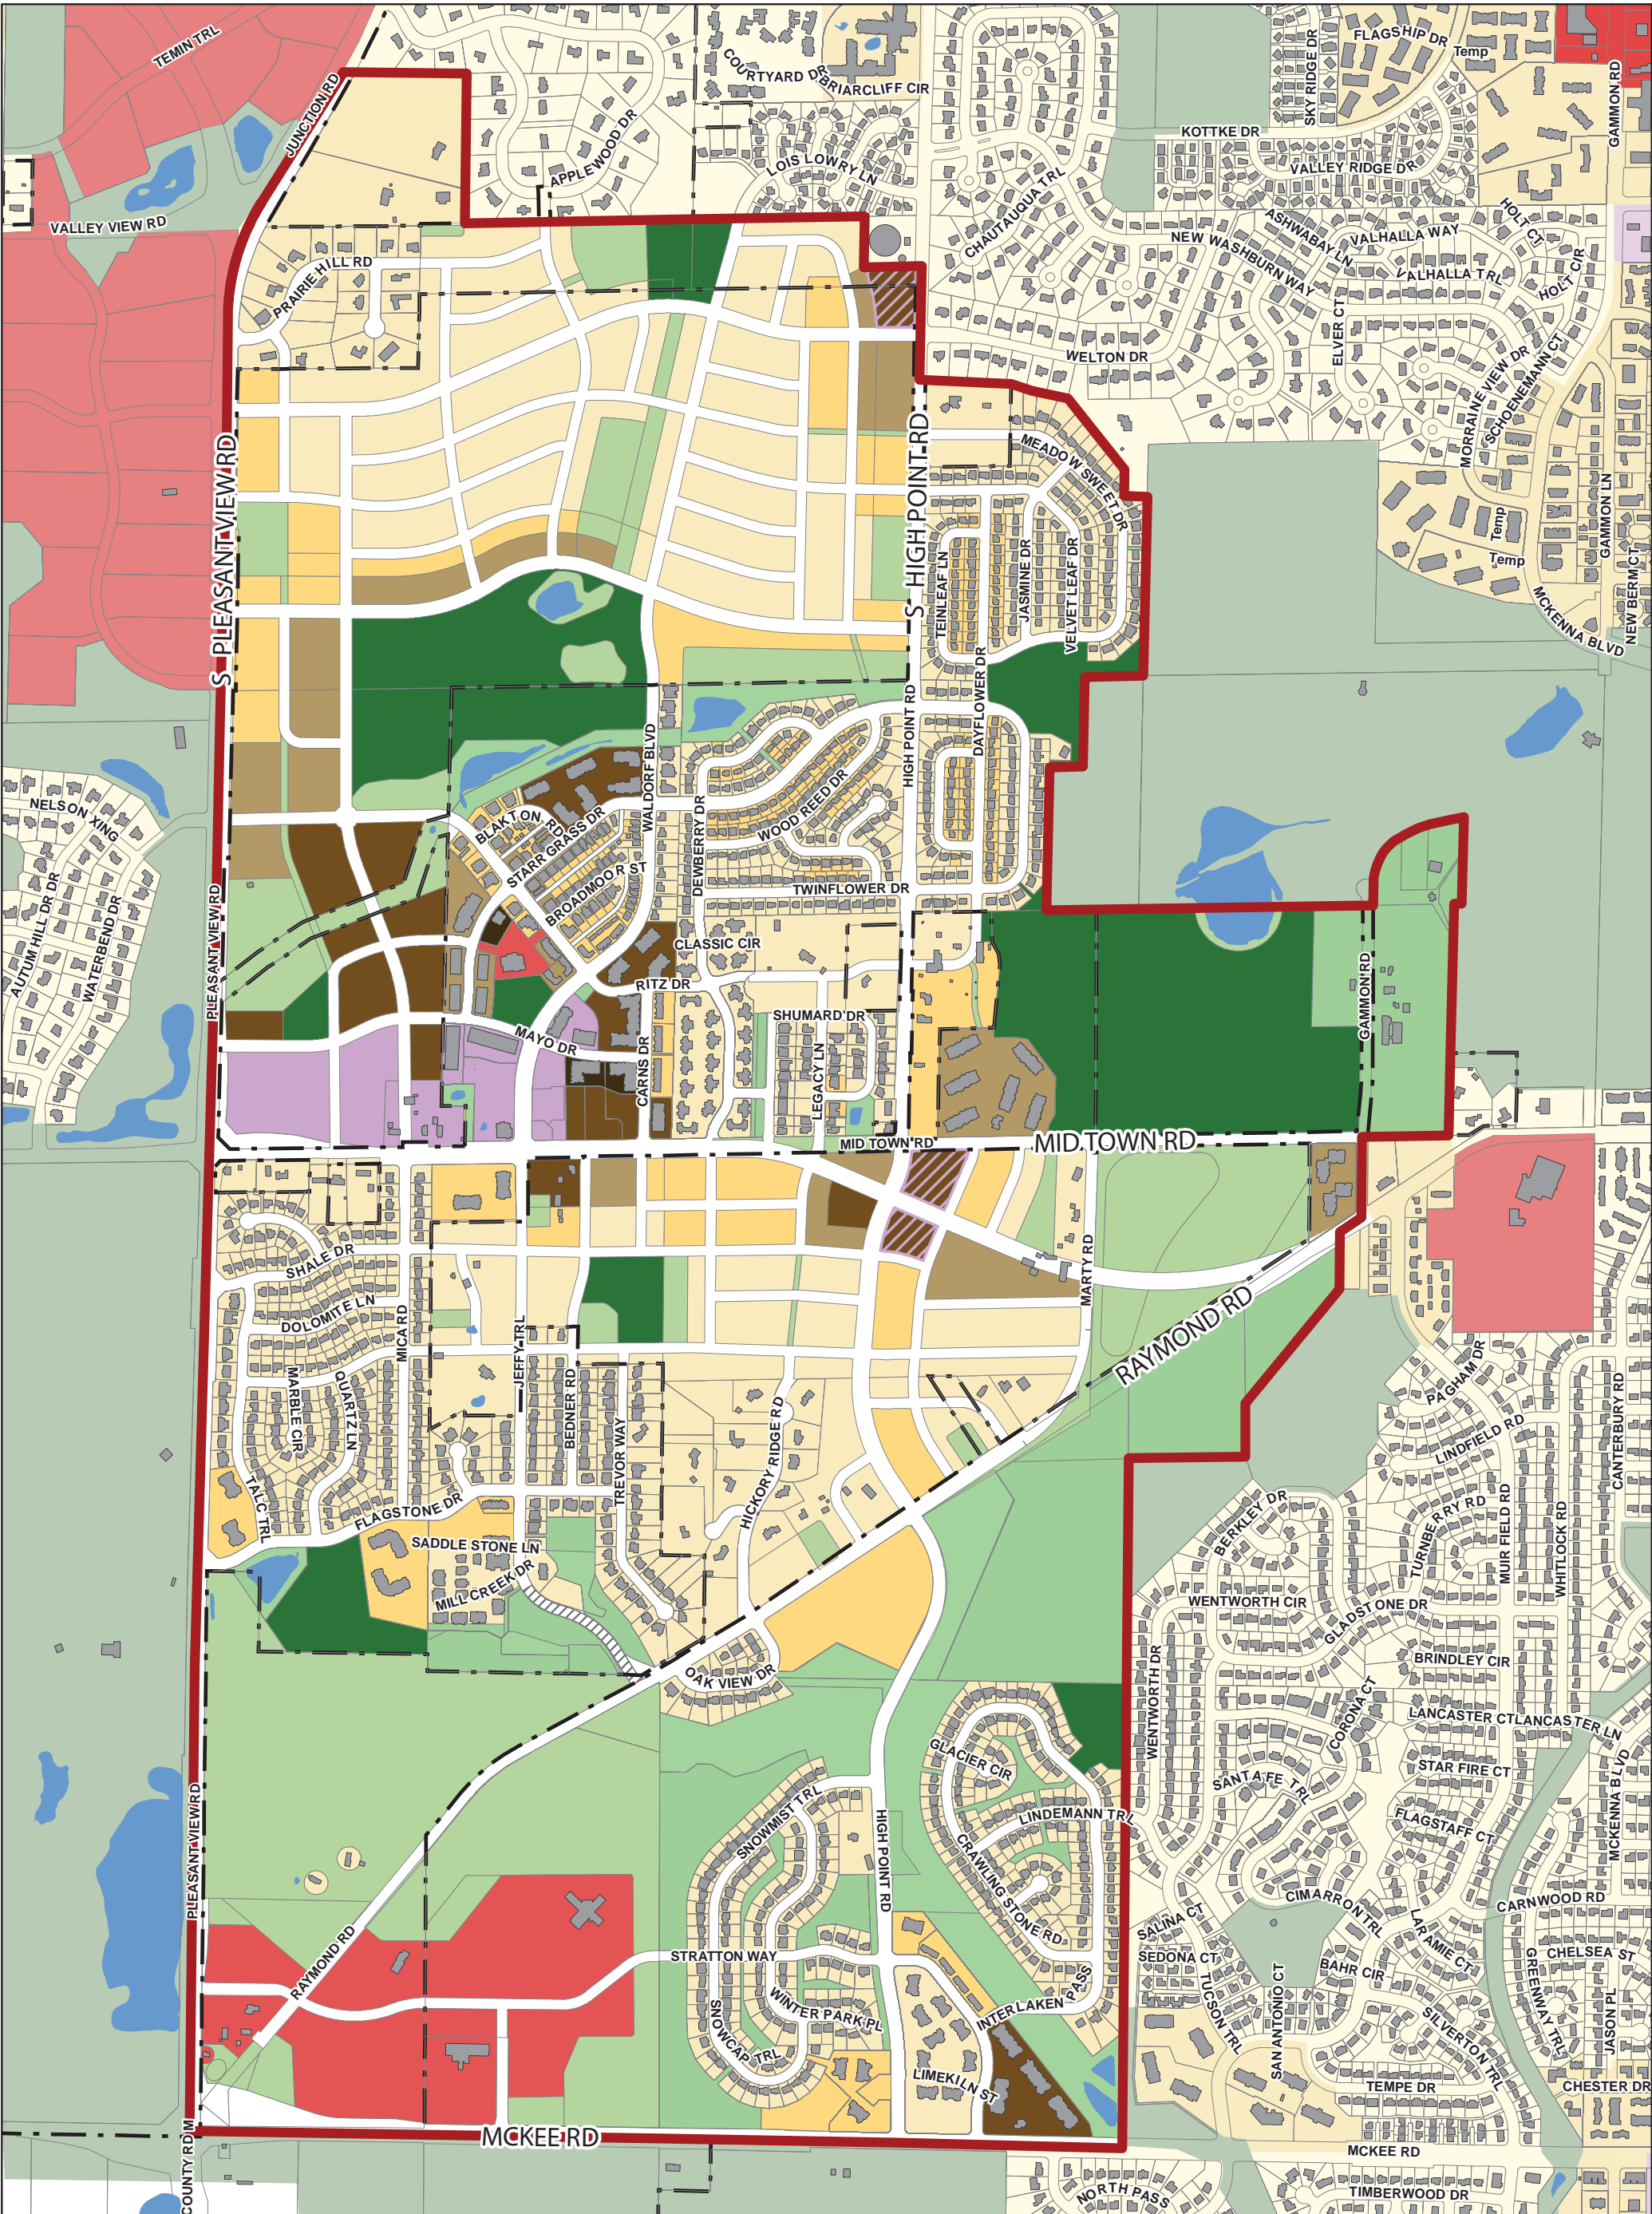 TEMIN TRL
COURTYARD DR
BRIARCLIFF CIR
SKY RIDGE DR
FLAGSHIP DR
Temp
GAMMON RD
JUNCTION RD
APPLEWOOD DR
LOIS LOWRY LN
KOTTKE DR
VALLEY RIDGE DR
CHAUTAUQUA TRL
VALLEY VIEW RD
PRAIRIE HILL RD
NEW WASHBURN WAY
ASHWABAY LN
VALHALLA WAY
VALHALLA TRL
HOLT CT
HOLT CIR
ELVER CT
WELTON DR
MORRAINE VIEW DR
SCHOENEMANN CT
S PLEASANT VIEW RD
S HIGH POINT RD
MEADOW SWEET DR
TEINLEAF LN
JASMINE DR
VELVET LEAF DR
Temp
Temp
GAMMON LN
NEW BERM CT
MCKENNA BLVD
DAYFLOWER DR
HIGH POINT RD
WALDORF BLVD
NELSON XING
BLAKTON RD
STARR GRASS DR
WOOD REED DR
DEWBERRY DR
BROADMOOR ST
TWINFLOWER DR
AUTUM HILL DR
WATERBEND DR
PLEASANT VIEW RD
CLASSIC CIR
RITZ DR
SHUMARD DR
GAMMON RD
MAYO DR
CARNS DR
LEGACY LN
MID TOWN RD
MID TOWN RD
SHALE DR
DOLOMITE LN
MICA RD
MARTY RD
JEFFY TRL
RAYMOND RD
MARBLE CIR
QUARTZ LN
BEDNER RD
TREVOR WAY
HICKORY RIDGE RD
PAGHAM DR
LINDFIELD RD
CANTERBURY RD
TALC TRL
FLAGSTONE DR
SADDLE STONE LN
MILL CREEK DR
BERKLEY DR
TURNBERRY RD
MUIR FIELD RD
WHITLOCK RD
WENTWORTH CIR
GLADSTONE DR
WENTWORTH DR
BRINDLEY CIR
OAK VIEW DR
CORONA CT
LANCASTER CT
LANCASTER LN
GLACIER CIR
SANTA FE TRL
STAR FIRE CT
MCKENNA BLVD
SNOWMIST TRL
LINDEMANN TRL
FLAGSTAFF CT
PLEASANT VIEW RD
HIGH POINT RD
CRAWLING STONE RD
CIMARRON TRL
CARNWOOD RD
SALINA CT
LARAMIE CT
RAYMOND RD
STRATTON WAY
SEDONA CT
BAHR CIR
CHELSEA ST
GREENWAY TRL
TUCSON TRL
SAN ANTONIO CT
SNOWCAP TRL
WINTER PARK PL
INTERLAKEN PASS
SILVERTON TRL
JASON PL
LIMEKILN ST
TEMPE DR
CHESTER DR
COUNTY RD M
MCKEE RD
MCKEE RD
NORTH PASS
TIMBERWOOD DR